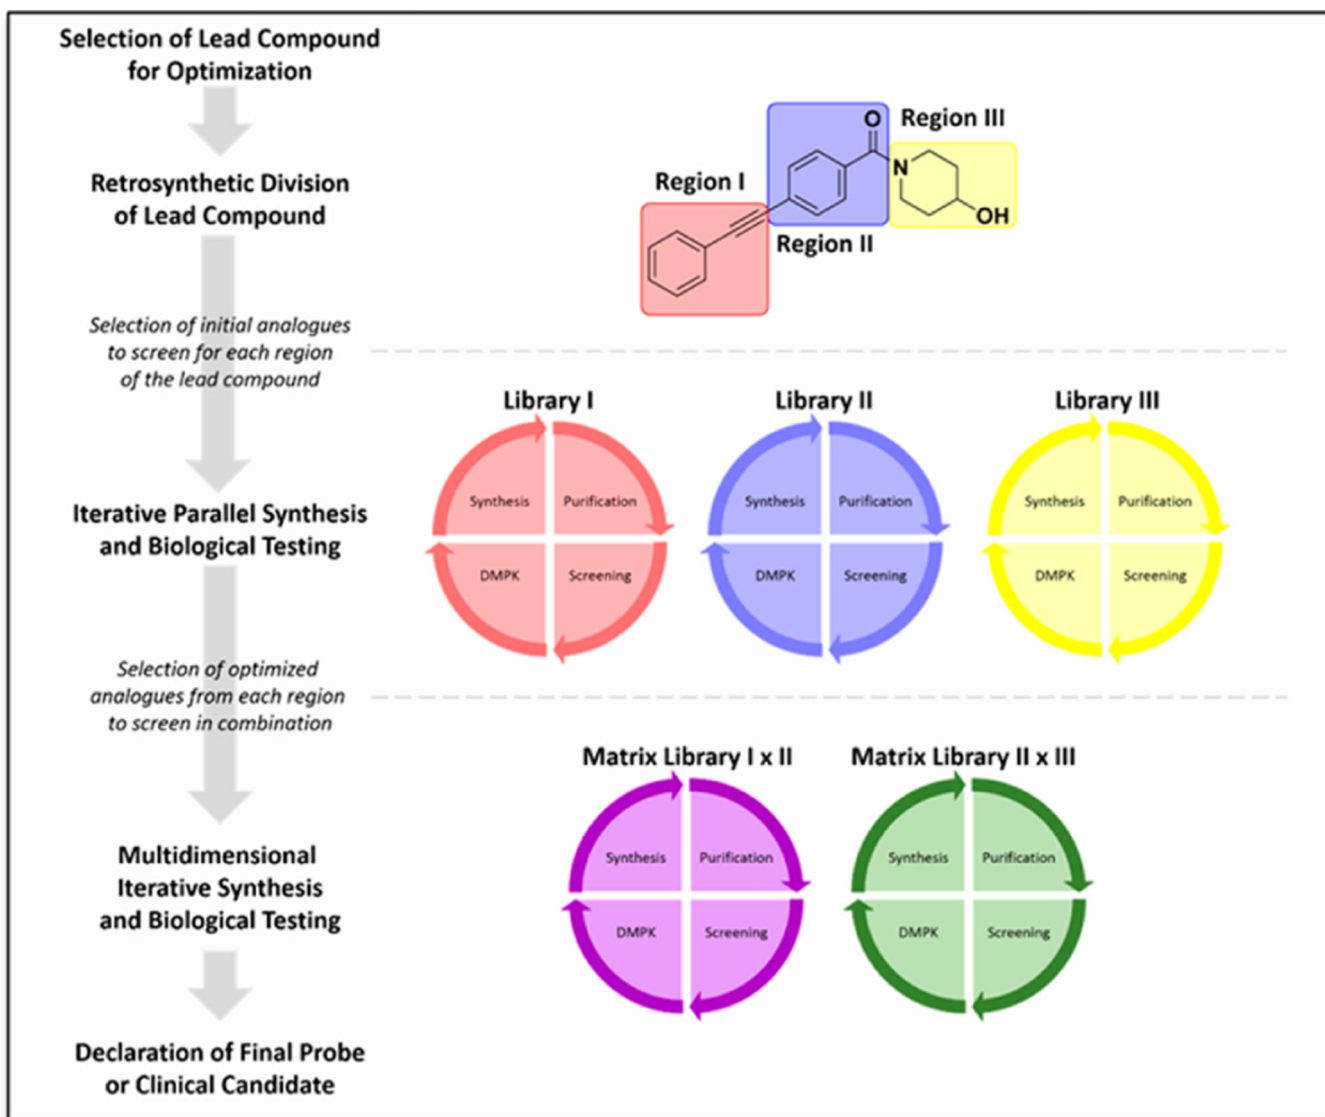 Selection of Lead Compound
for Optimization
Retrosynthetic Division
of Lead Compound
Region I
Region II
Region III
O
N
OH
Selection of initial analogues
to screen for each region
of the lead compound
Iterative Parallel Synthesis
and Biological Testing
Library I
Synthesis
Purification
DMPK
Screening
Library II
Synthesis
Purification
DMPK
Screening
Library III
Synthesis
Purification
DMPK
Screening
Selection of optimized
analogues from each region
to screen in combination
Multidimensional
Iterative Synthesis
and Biological Testing
Matrix Library I x II
Synthesis
Purification
DMPK
Screening
Matrix Library II x III
Synthesis
Purification
DMPK
Screening
Declaration of Final Probe
or Clinical Candidate